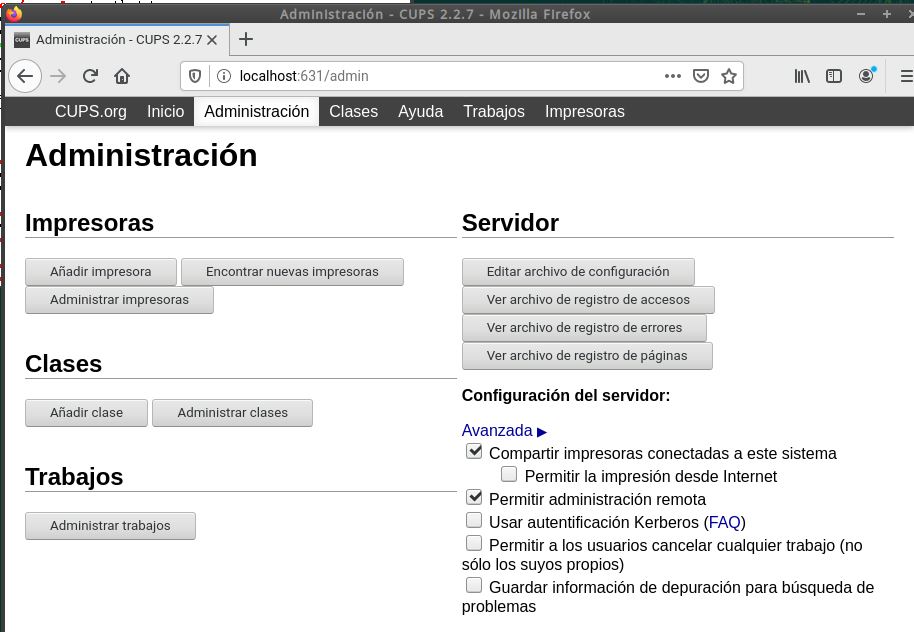 Administración - CUPS 2.2.7 - Mozilla Firefox
CUPS Administración - CUPS 2.2.7
localhost:631/admin
CUPS.org Inicio Administración Clases Ayuda Trabajos Impresoras
Administración
Impresoras
Añadir impresora Encontrar nuevas impresoras
Administrar impresoras
Clases
Añadir clase Administrar clases
Trabajos
Administrar trabajos
Servidor
Editar archivo de configuración
Ver archivo de registro de accesos
Ver archivo de registro de errores
Ver archivo de registro de páginas
Configuración del servidor:
Avanzada ▶
Compartir impresoras conectadas a este sistema
Permitir la impresión desde Internet
Permitir administración remota
Usar autentificación Kerberos (FAQ)
Permitir a los usuarios cancelar cualquier trabajo (no
sólo los suyos propios)
Guardar información de depuración para búsqueda de
problemas